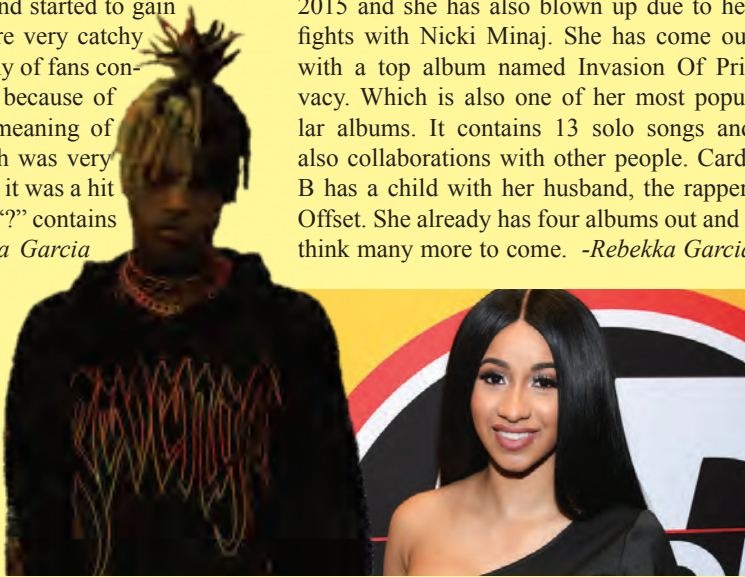 nd started to gain
re very catchy
y of fans con-
because of
meaning of
h was very
it was a hit
“?” contains
a Garcia
2015 and she has also blown up due to he
fights with Nicki Minaj. She has come ou
with a top album named Invasion Of Pri
vacy. Which is also one of her most popu
lar albums. It contains 13 solo songs and
also collaborations with other people. Card
B has a child with her husband, the rapper
Offset. She already has four albums out and
think many more to come. -Rebekka Garcia